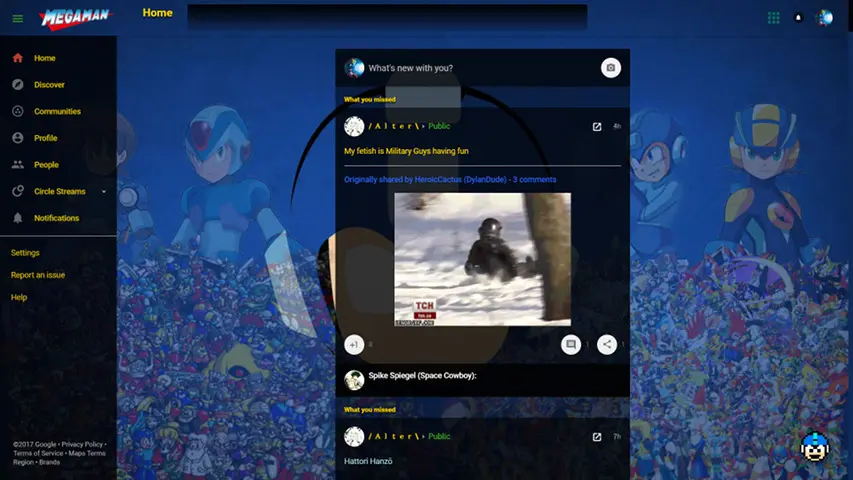 MEGAMAN
Home
Home
Discover
Communities
Profile
People
Circle Streams
Notifications
Settings
Report an issue
Help
©2017 Google • Privacy Policy •
Terms of Service • Maps Terms
Region • Brands
What's new with you?
What you missed
/ A l t e r \ › Public
4h
My fetish is Military Guys having fun
Originally shared by HeroicCactus (DylanDude) - 3 comments
ТСН
+1
1
Spike Spiegel (Space Cowboy):
What you missed
/ A l t e r \ › Public
7h
Hattori Hanzō